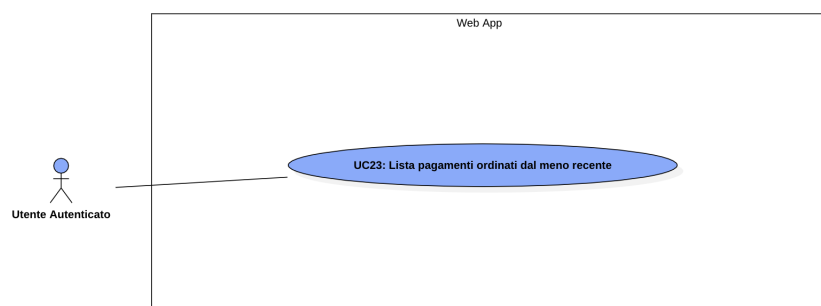 Web App
UC23: Lista pagamenti ordinati dal meno recente
Utente Autenticato